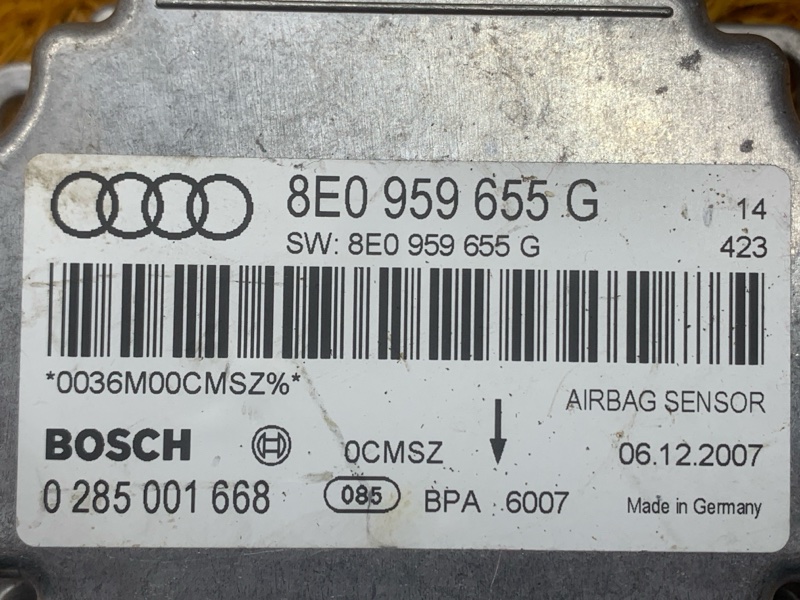 8E0 959 655 G 14
SW: 8E0 959 655 G 423
*0036M00CMSZ%*
AIRBAG SENSOR
BOSCH 0CMSZ 06.12.2007
0 285 001 668 085 BPA 6007 Made in Germany